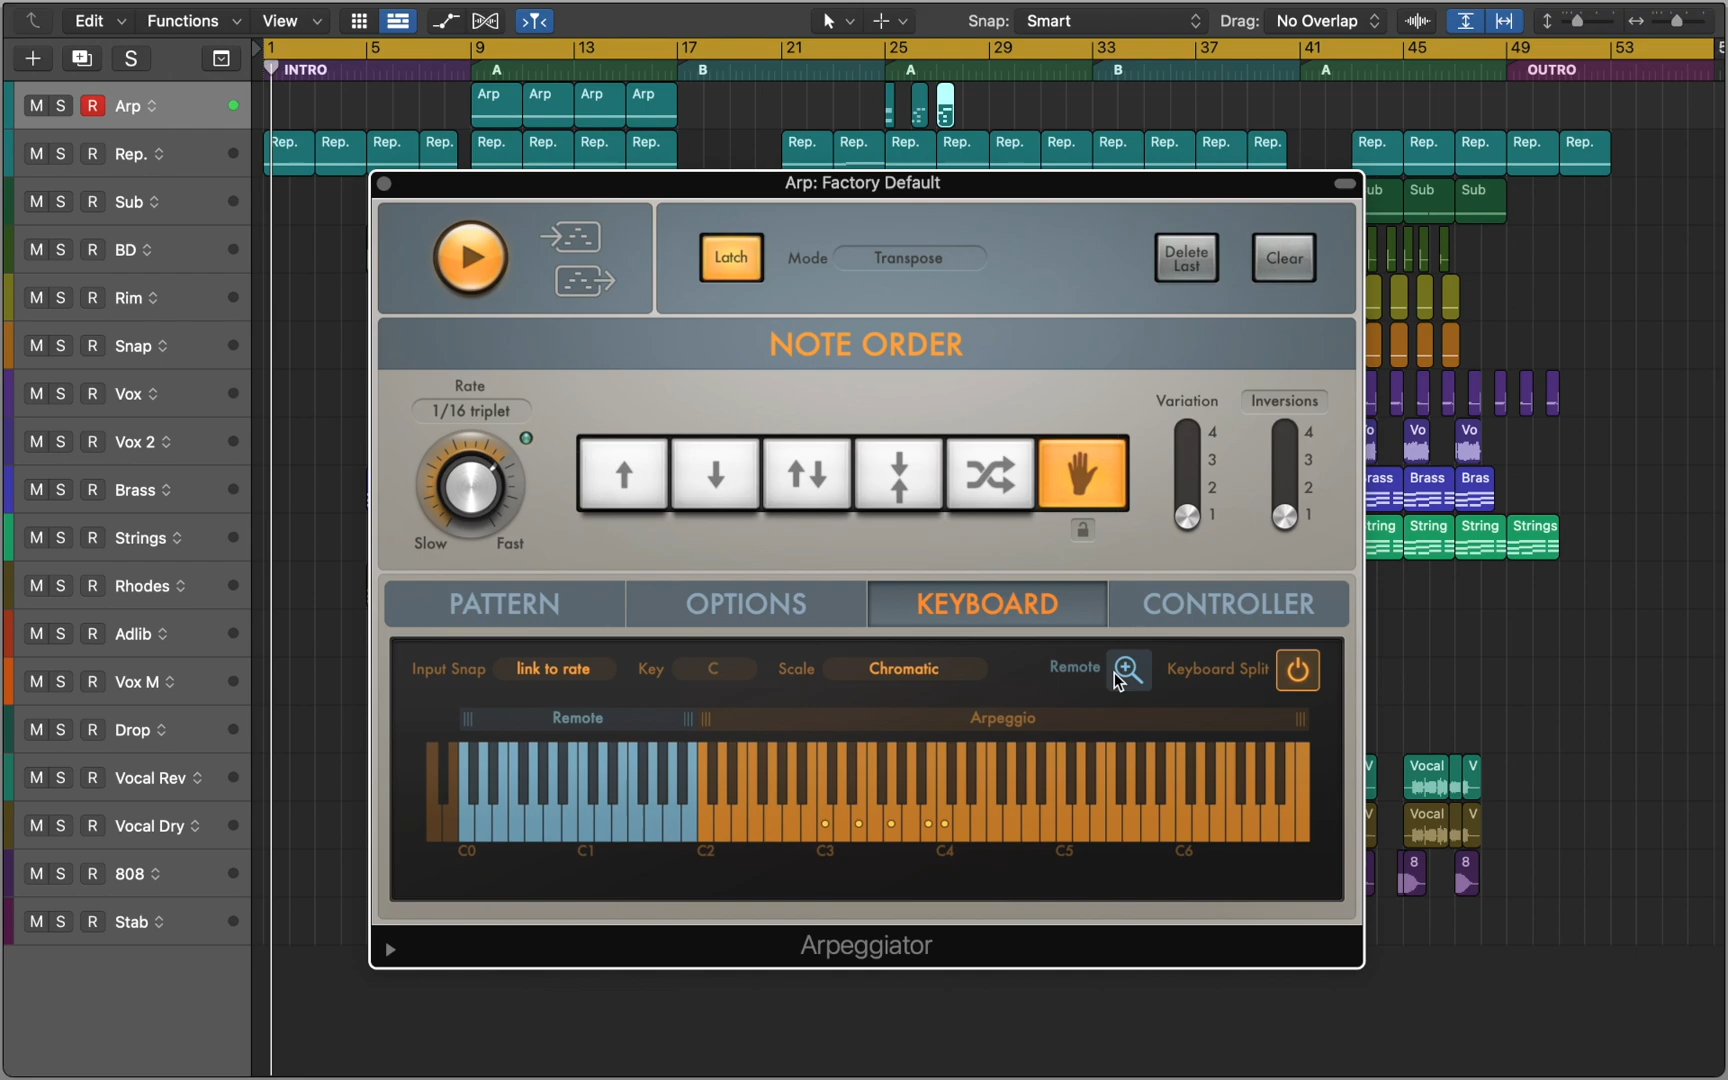 Edit Functions View Snap: Smart Drag: No Overlap
S 1 5 9 13 17 21 25 29 33 37 41 45 49 53
INTRO A B A B A OUTRO
M S R Arp Arp Arp Arp Arp
M S R Rep. Rep. Rep. Rep. Rep. Rep. Rep. Rep. Rep. Rep. Rep. Rep. Rep. Rep. Rep. Rep. Rep. Rep. Rep. Rep. Rep. Rep. Rep. Rep.
Arp: Factory Default
M S R Sub ub Sub Sub
M S R BD
Latch Mode Transpose Delete Last Clear
M S R Rim
M S R Snap
NOTE ORDER
M S R Vox
Rate
1/16 triplet
Variation Inversions
4 4
3 3
2 2
1 1
Slow Fast
M S R Vox 2 Vo Vo
M S R Brass rass Brass Bras
M S R Strings tring String String Strings
M S R Rhodes
PATTERN OPTIONS KEYBOARD CONTROLLER
M S R Adlib
Input Snap link to rate Key C Scale Chromatic Remote Keyboard Split
M S R Vox M
Remote Arpeggio
M S R Drop
M S R Vocal Rev V Vocal V
M S R Vocal Dry V Vocal V
C0 C1 C2 C3 C4 C5 C6
M S R 808 8 8
M S R Stab
Arpeggiator